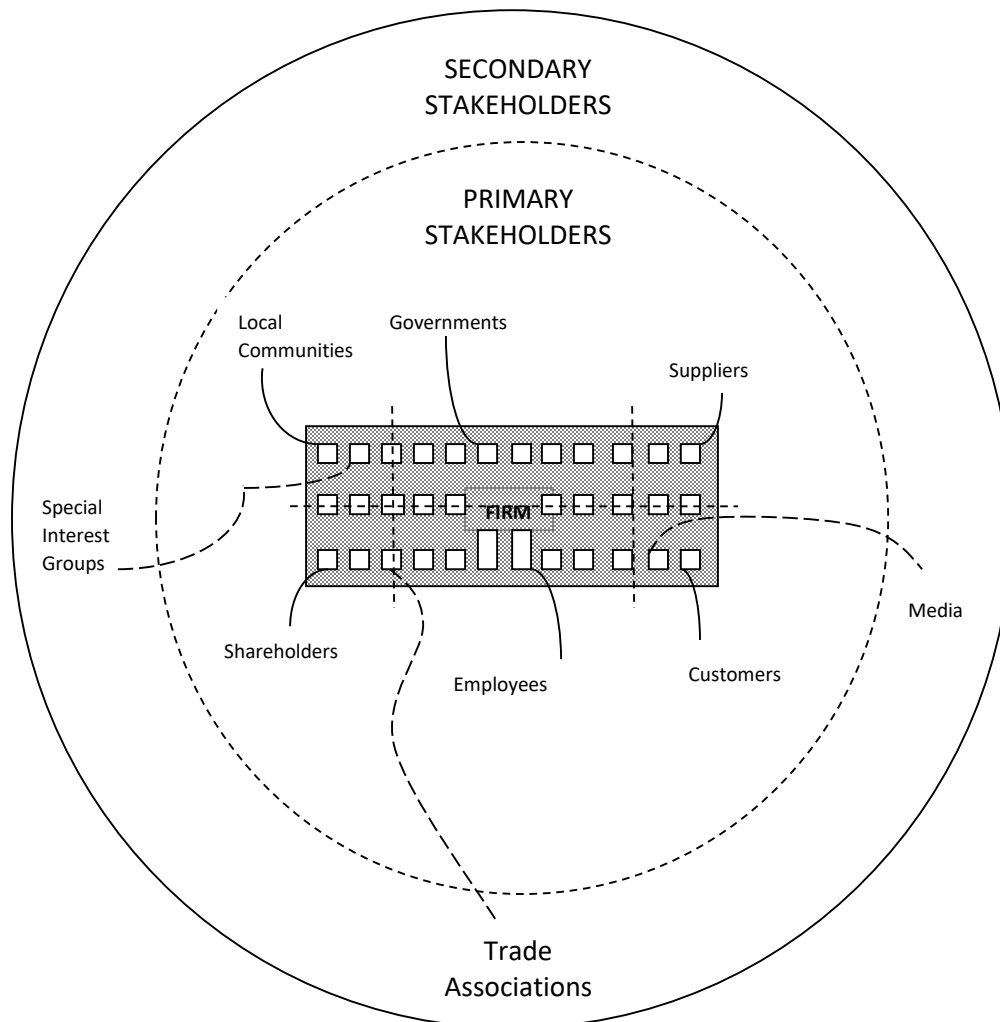 SECONDARY
STAKEHOLDERS
PRIMARY
STAKEHOLDERS
Local
Communities
Governments
Suppliers
Special
Interest
Groups
FIRM
Media
Shareholders
Employees
Customers
Trade
Associations